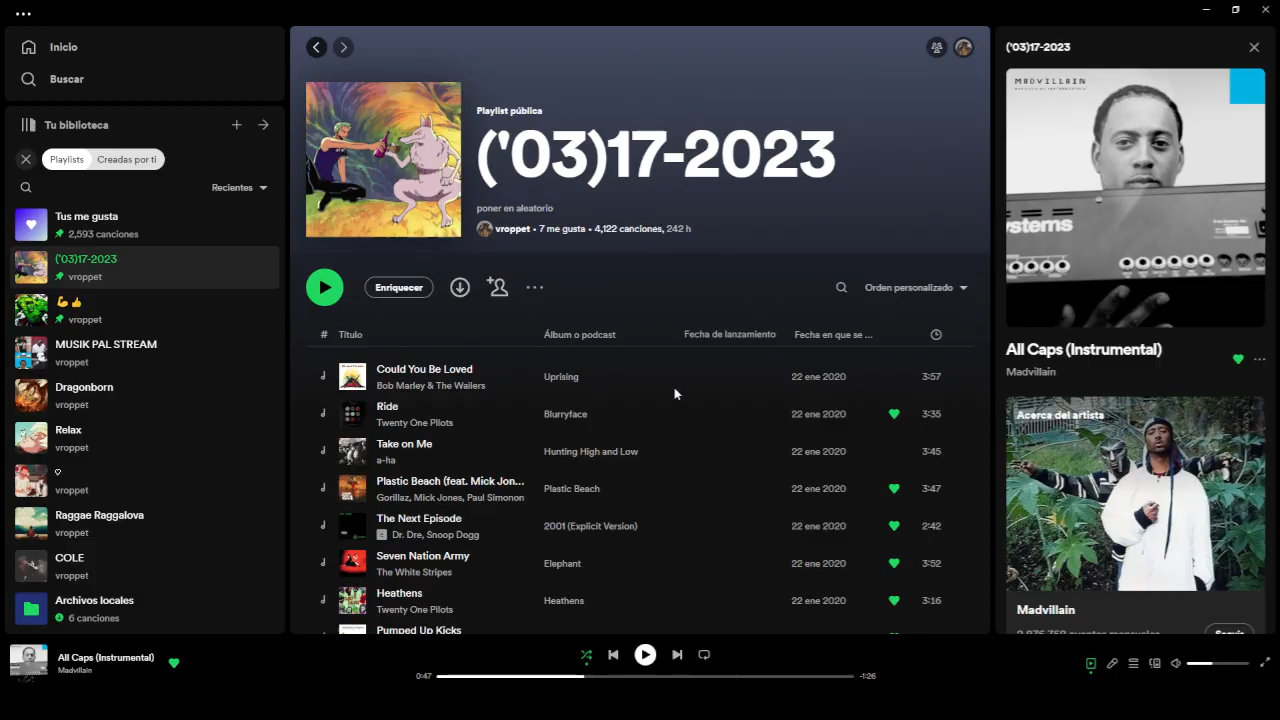 Inicio
Buscar
Tu biblioteca
Playlists
Creadas por ti
Recientes
Tus me gusta
2,593 canciones
('03)17-2023
vroppet
💪👍
vroppet
MUSIK PAL STREAM
vroppet
Dragonborn
vroppet
Relax
vroppet
♡
vroppet
Raggae Raggalova
vroppet
COLE
vroppet
Archivos locales
6 canciones
Playlist pública
('03)17-2023
poner en aleatorio
vroppet • 7 me gusta • 4,122 canciones, 242 h
Enriquecer
Orden personalizado
# Título Álbum o podcast Fecha de lanzamiento Fecha en que se ...
Could You Be Loved
Bob Marley & The Wailers
Uprising 22 ene 2020 3:57
Ride
Twenty One Pilots
Blurryface 22 ene 2020 3:35
Take on Me
a-ha
Hunting High and Low 22 ene 2020 3:45
Plastic Beach (feat. Mick Jon...
Gorillaz, Mick Jones, Paul Simonon
Plastic Beach 22 ene 2020 3:47
The Next Episode
E Dr. Dre, Snoop Dogg
2001 (Explicit Version) 22 ene 2020 2:42
Seven Nation Army
The White Stripes
Elephant 22 ene 2020 3:52
Heathens
Twenty One Pilots
Heathens 22 ene 2020 3:16
Pumped Up Kicks
('03)17-2023
MADVILLAIN
ystems
All Caps (Instrumental)
Madvillain
Acerca del artista
Madvillain
All Caps (Instrumental)
Madvillain
0:47
-1:26